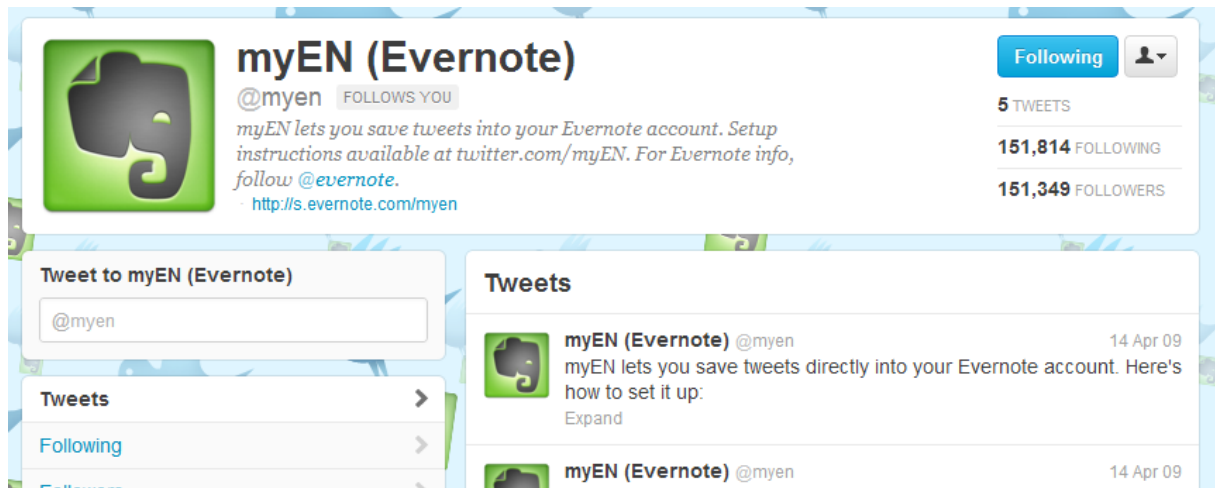 myEN (Evernote)
@myen FOLLOWS YOU
myEN lets you save tweets into your Evernote account. Setup
instructions available at twitter.com/myEN. For Evernote info,
follow @evernote.
· http://s.evernote.com/myen
Following
5 TWEETS
151,814 FOLLOWING
151,349 FOLLOWERS
Tweet to myEN (Evernote)
@myen
Tweets
Following
Followers
Tweets
myEN (Evernote) @myen 14 Apr 09
myEN lets you save tweets directly into your Evernote account. Here's
how to set it up:
Expand
myEN (Evernote) @myen 14 Apr 09